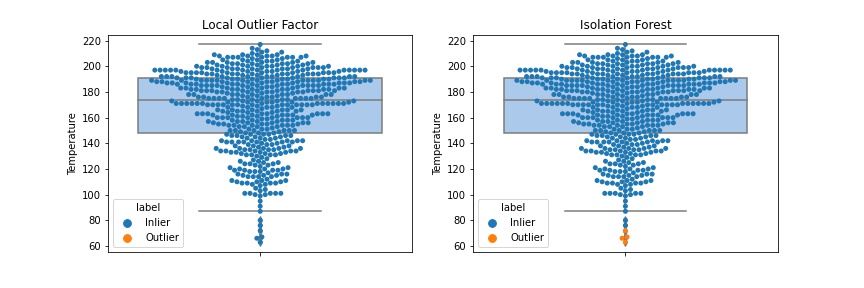 Local Outlier Factor
220
200
180
160
140
120
100
80
60
Temperature
label
Inlier
Outlier
Isolation Forest
220
200
180
160
140
120
100
80
60
Temperature
label
Inlier
Outlier